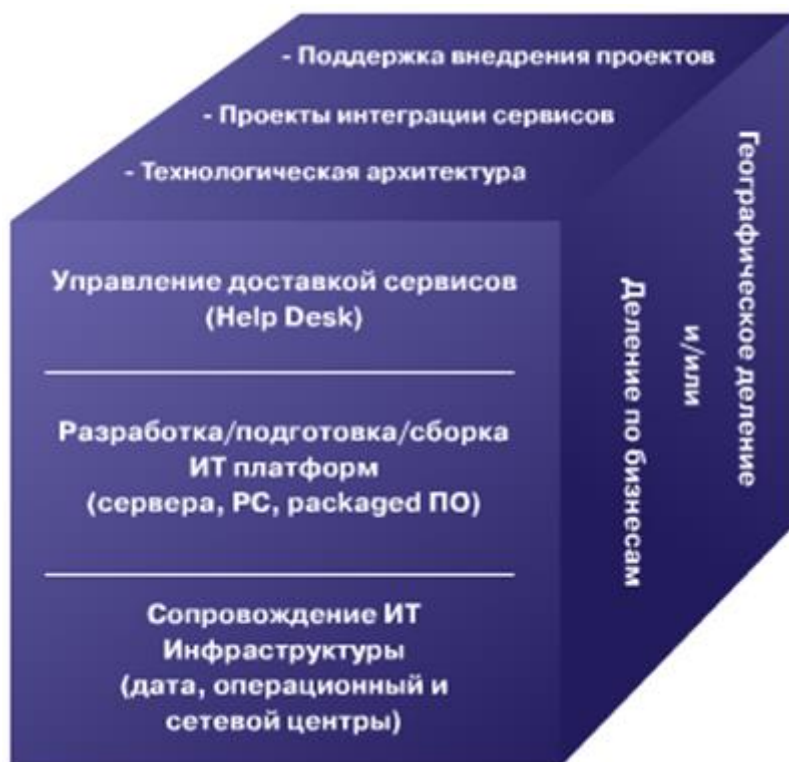 - Поддержка внедрения проектов
- Проекты интеграции сервисов
- Технологическая архитектура
Управление доставкой сервисов
(Help Desk)
Разработка/подготовка/сборка
ИТ платформ
(сервера, PC, packaged ПО)
Сопровождение ИТ
Инфраструктуры
(дата, операционный и
сетевой центры)
Географическое деление
и/или
Деление по бизнесам